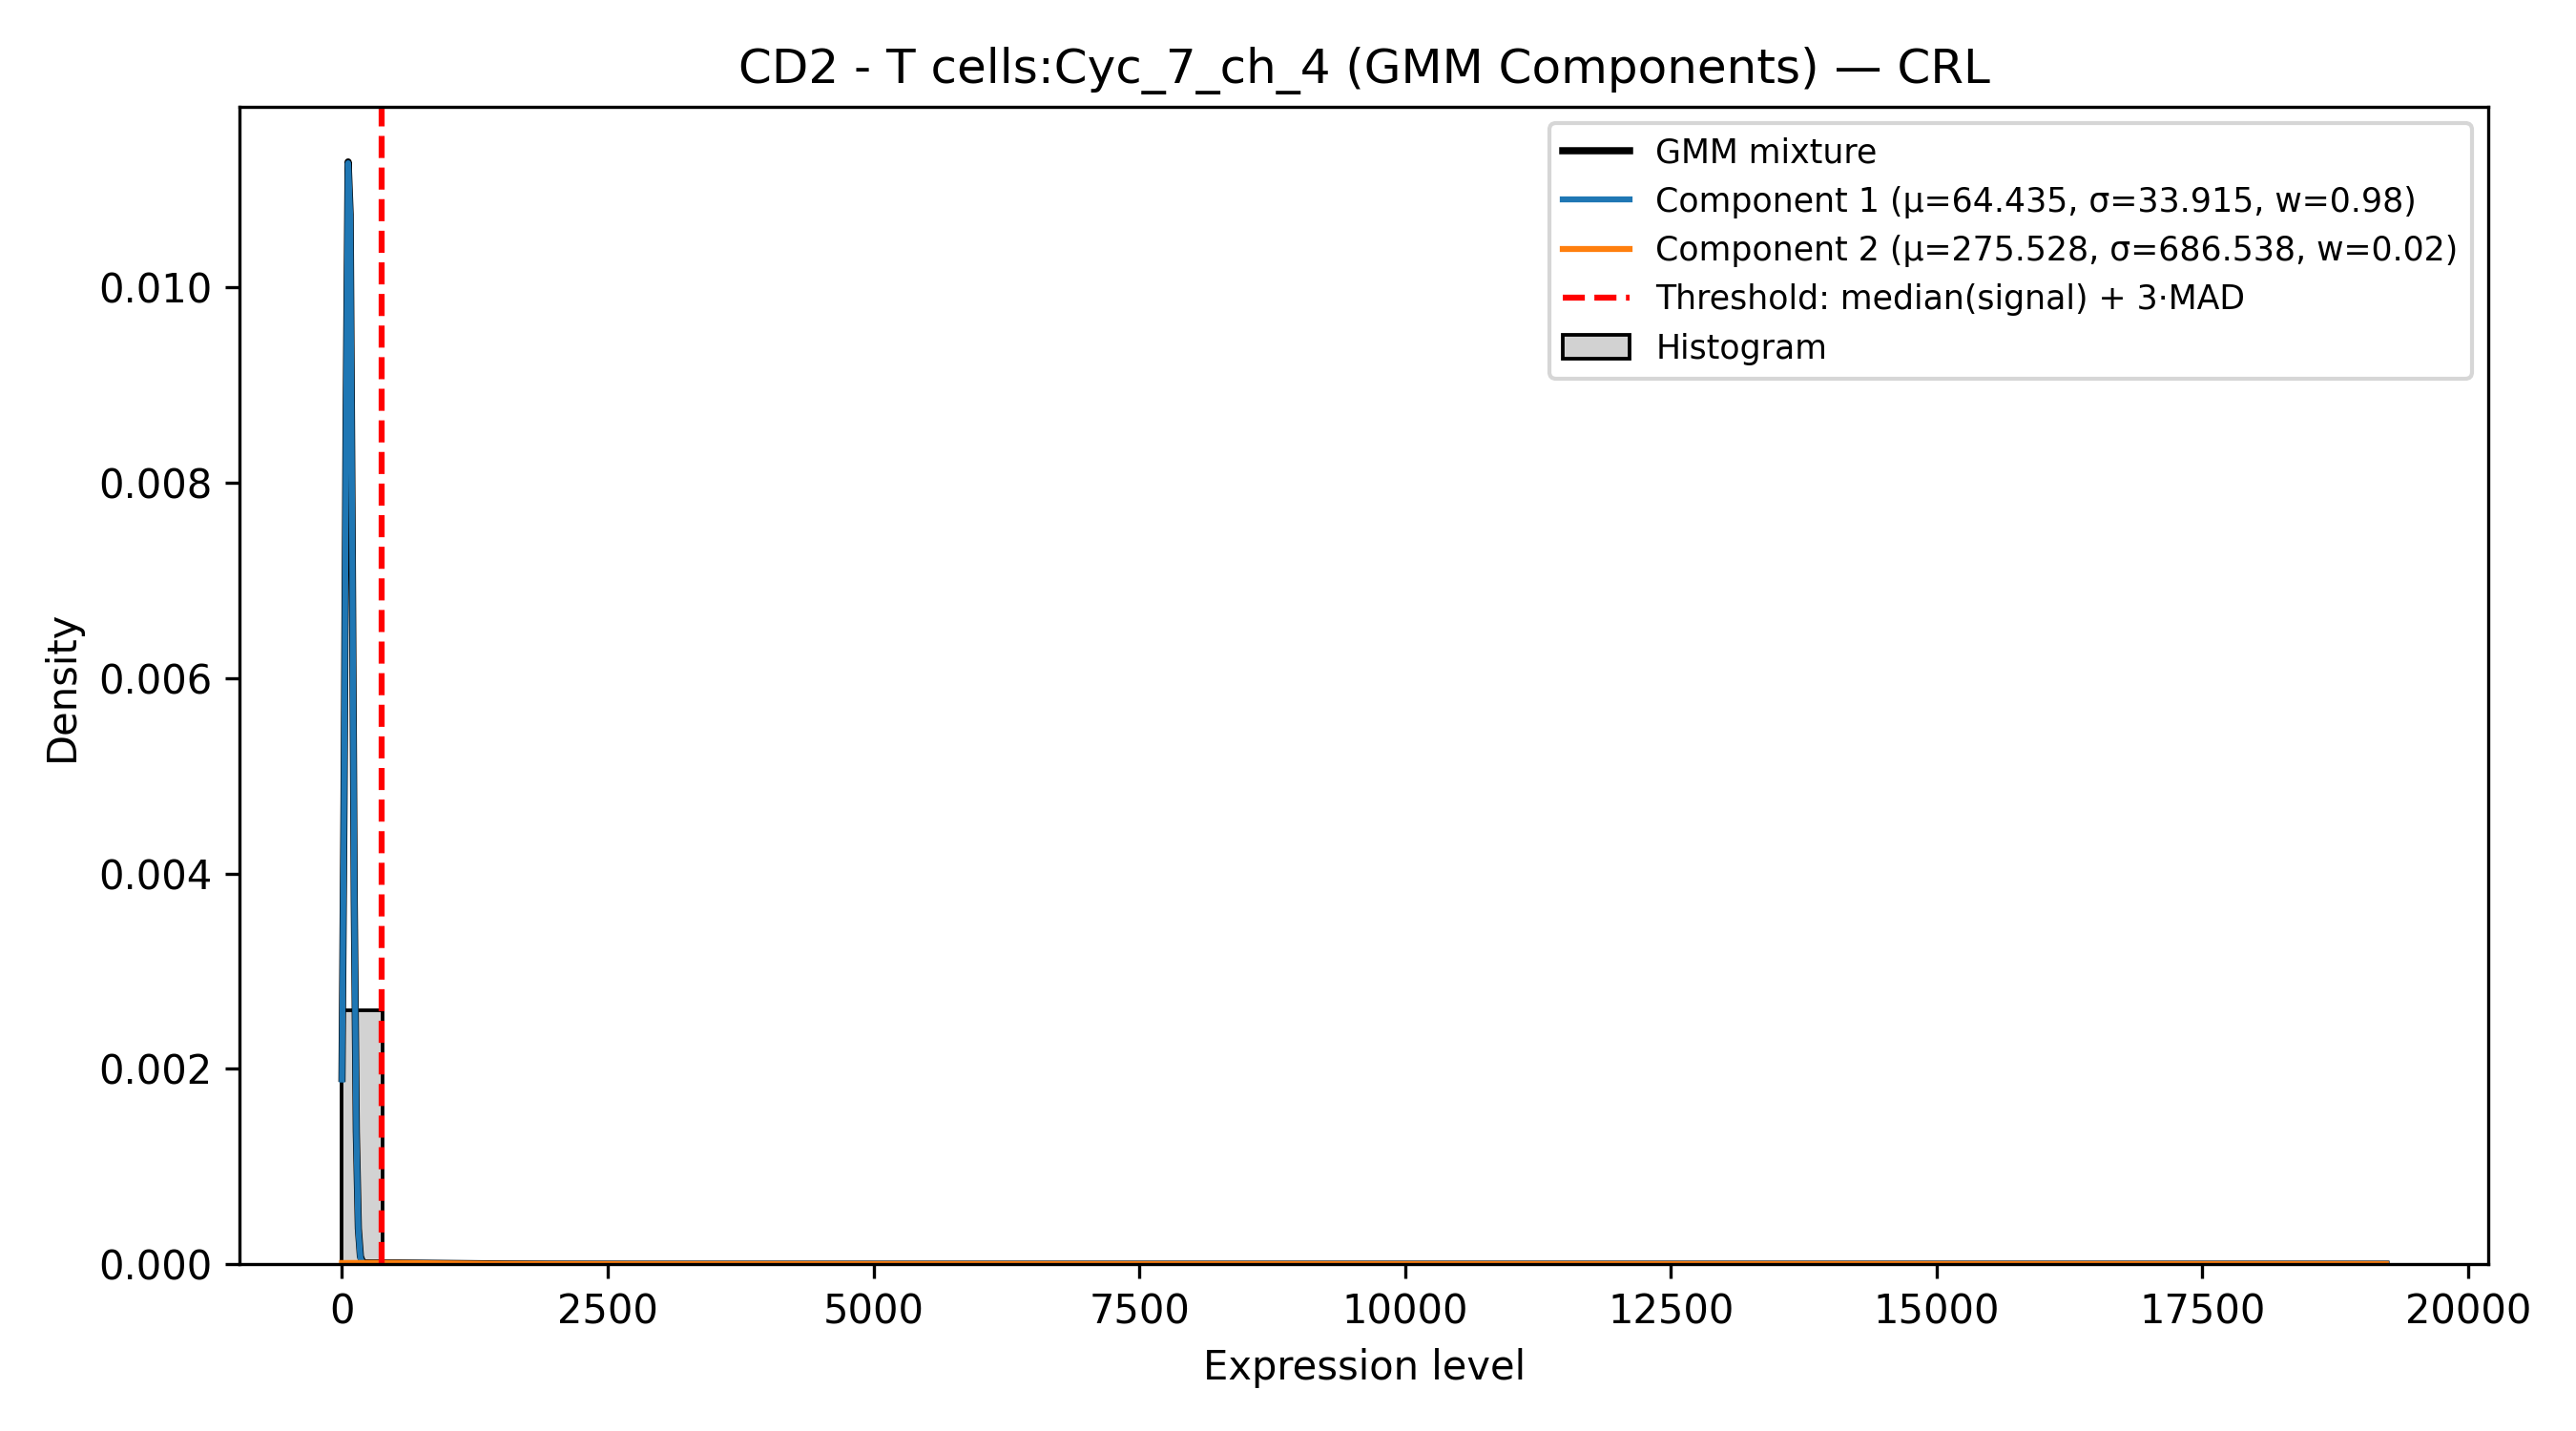 CD2 - T cells:Cyc_7_ch_4 (GMM Components) — CRL
GMM mixture
Component 1 (μ=64.435, σ=33.915, w=0.98)
Component 2 (μ=275.528, σ=686.538, w=0.02)
Threshold: median(signal) + 3·MAD
Histogram
Density
0.010
0.008
0.006
0.004
0.002
0.000
0 2500 5000 7500 10000 12500 15000 17500 20000
Expression level